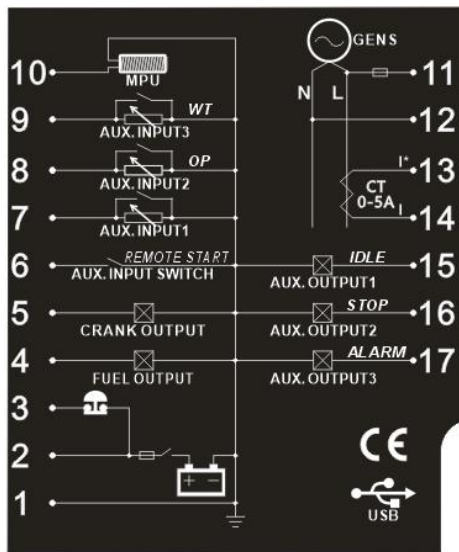 GENS
10
MPU
11
N L
9
WT
AUX. INPUT3
12
8
OP
AUX. INPUT2
I*
13
CT
0-5A
7
AUX. INPUT1
I
14
6
REMOTE START
AUX. INPUT SWITCH
IDLE
15
AUX. OUTPUT1
5
CRANK OUTPUT
STOP
16
AUX. OUTPUT2
4
FUEL OUTPUT
ALARM
17
AUX. OUTPUT3
3
2
+ −
1
CE
USB